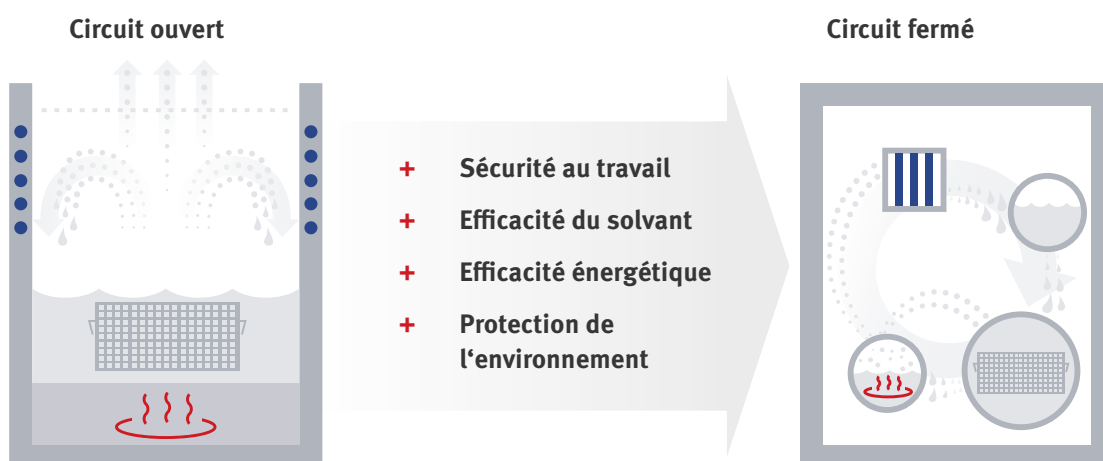 Circuit ouvert
Circuit fermé
+ Sécurité au travail
+ Efficacité du solvant
+ Efficacité énergétique
+ Protection de
l‘environnement